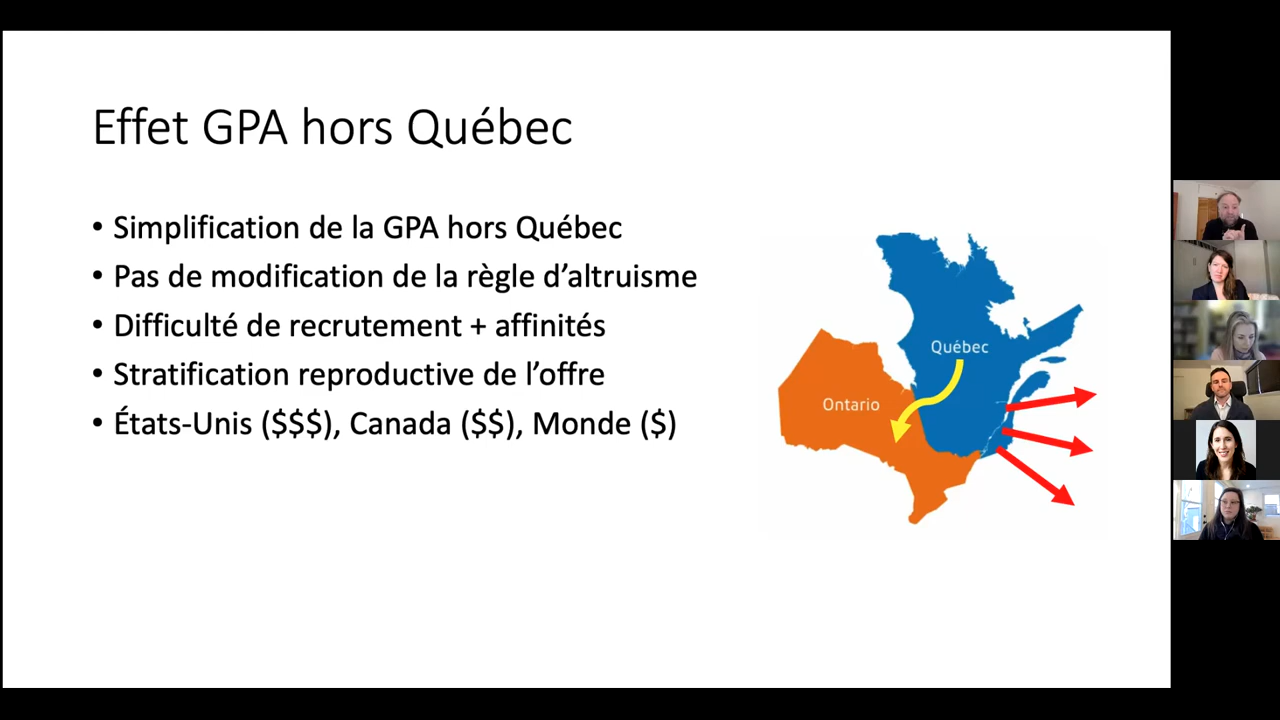 Effet GPA hors Québec
• Simplification de la GPA hors Québec
• Pas de modification de la règle d’altruisme
• Difficulté de recrutement + affinités
• Stratification reproductive de l’offre
• États-Unis ($$$), Canada ($$), Monde ($)
Québec
Ontario